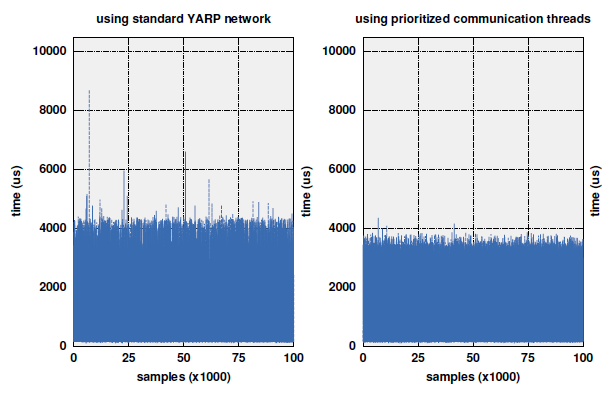 using standard YARP network
using prioritized communication threads
10000
8000
6000
4000
2000
0
time (us)
0 25 50 75 100
samples (x1000)
10000
8000
6000
4000
2000
0
time (us)
0 25 50 75 100
samples (x1000)
time (us)